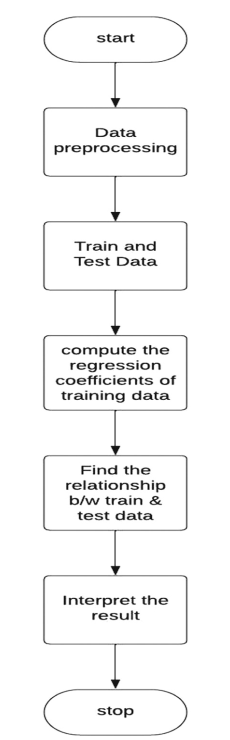 start
Data
preprocessing
Train and
Test Data
compute the
regression
coefficients of
training data
Find the
relationship
b/w train &
test data
Interpret the
result
stop